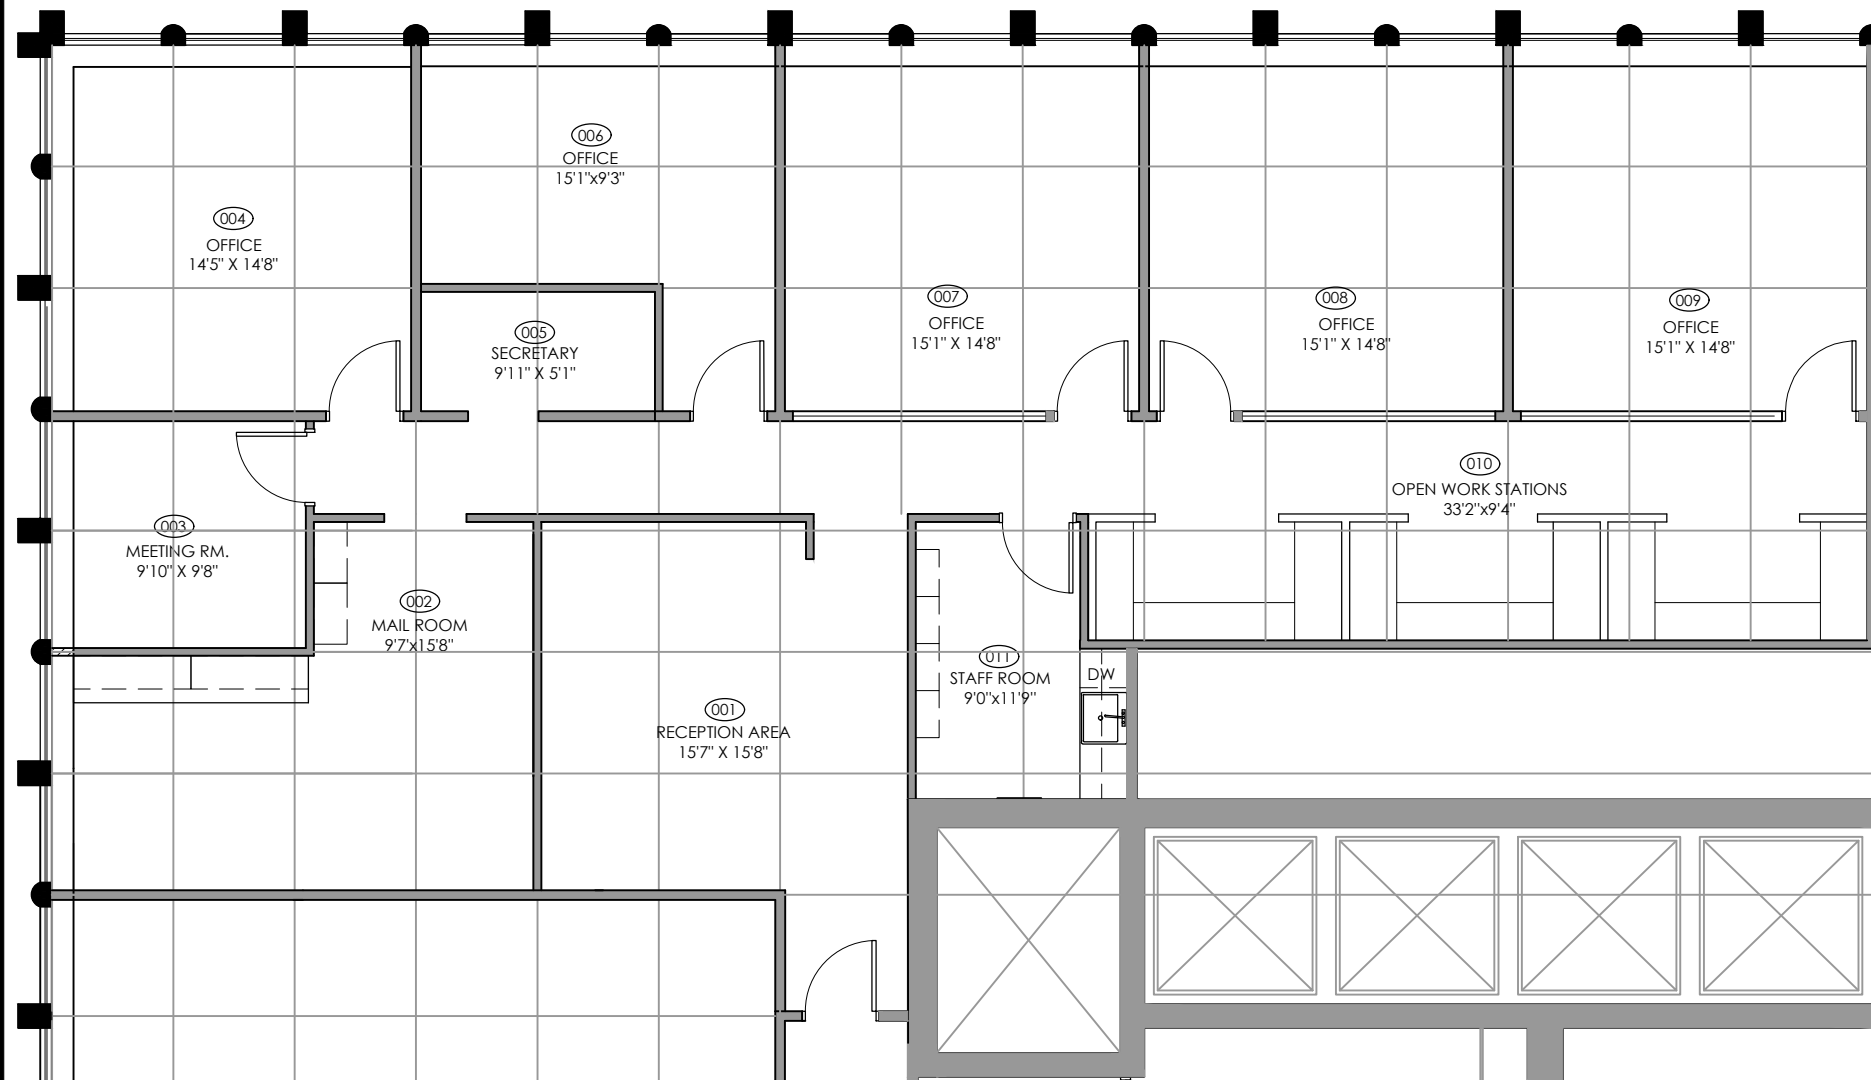 006
OFFICE
15'1"x9'3"
004
OFFICE
14'5" X 14'8"
005
SECRETARY
9'11" X 5'1"
007
OFFICE
15'1" X 14'8"
008
OFFICE
15'1" X 14'8"
009
OFFICE
15'1" X 14'8"
010
OPEN WORK STATIONS
33'2"x9'4"
003
MEETING RM.
9'10" X 9'8"
002
MAIL ROOM
9'7'x15'8"
001
RECEPTION AREA
15'7" X 15'8"
011
STAFF ROOM
9'0"x11'9"
DW